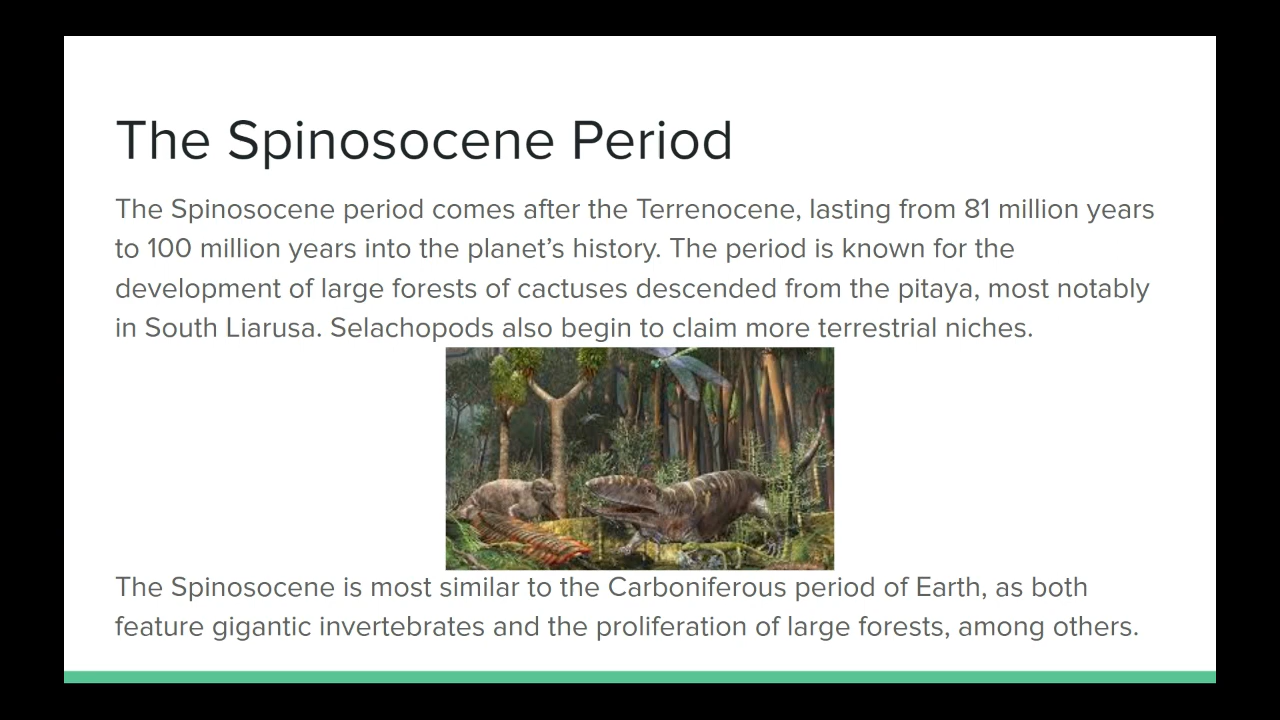 The Spinosocene Period
The Spinosocene period comes after the Terrenocene, lasting from 81 million years
to 100 million years into the planet’s history. The period is known for the
development of large forests of cactuses descended from the pitaya, most notably
in South Liarusa. Selachopods also begin to claim more terrestrial niches.
The Spinosocene is most similar to the Carboniferous period of Earth, as both
feature gigantic invertebrates and the proliferation of large forests, among others.